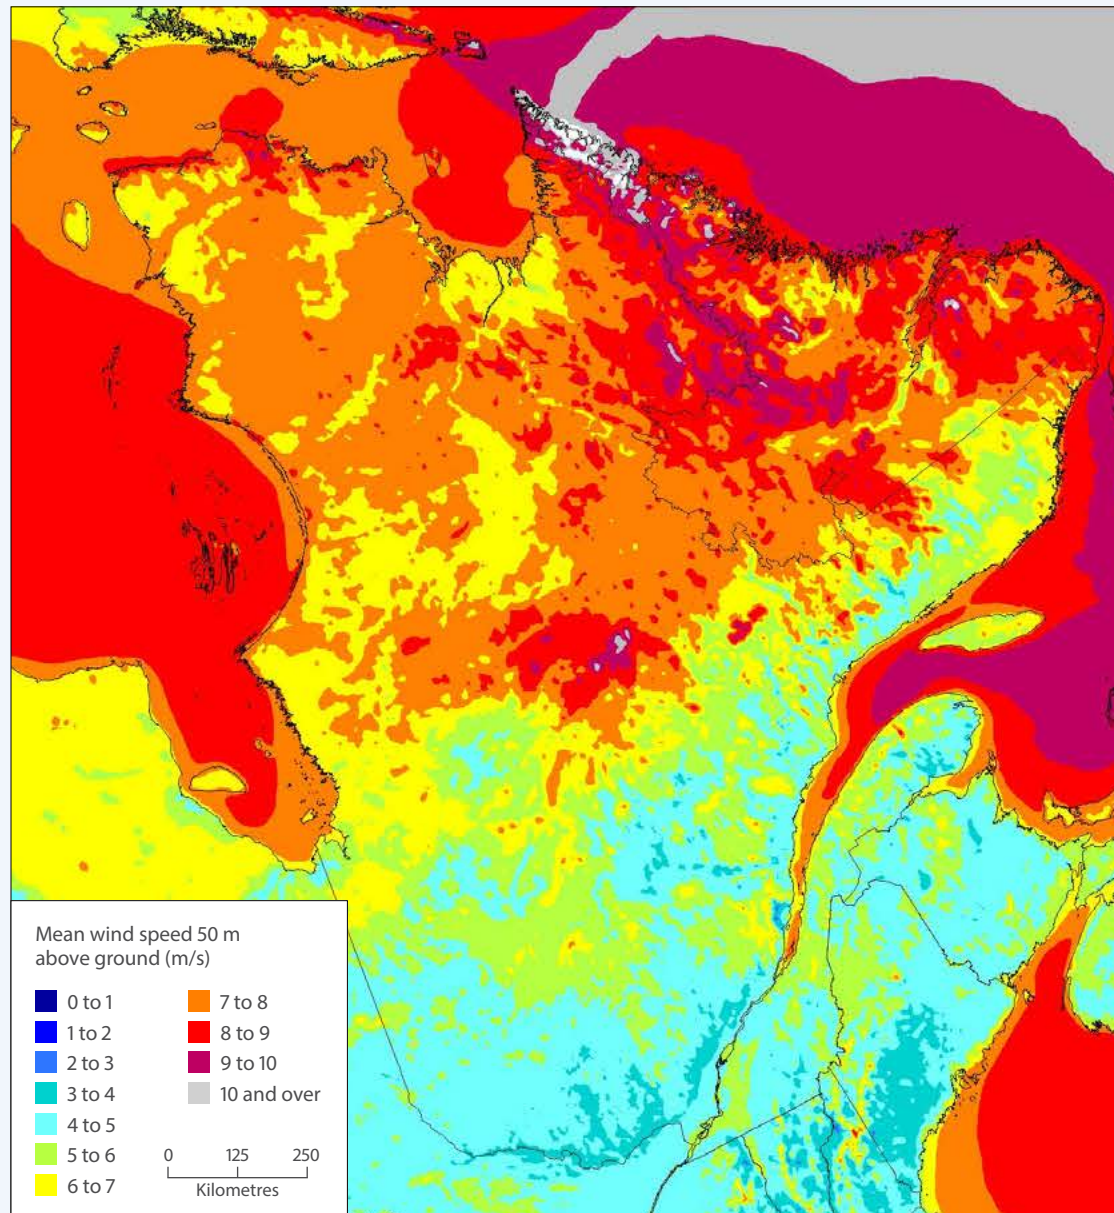 Mean wind speed 50 m
above ground (m/s)
0 to 1
1 to 2
2 to 3
3 to 4
4 to 5
5 to 6
6 to 7
7 to 8
8 to 9
9 to 10
10 and over
0 125 250
Kilometres